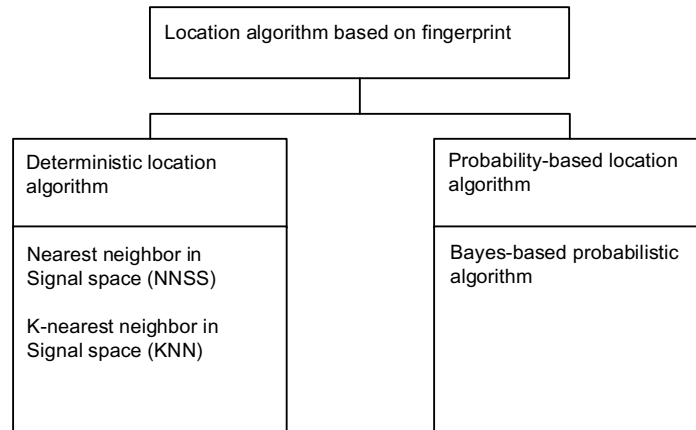 Location algorithm based on fingerprint
Deterministic location
algorithm
Nearest neighbor in
Signal space (NNSS)
K-nearest neighbor in
Signal space (KNN)
Probability-based location
algorithm
Bayes-based probabilistic
algorithm